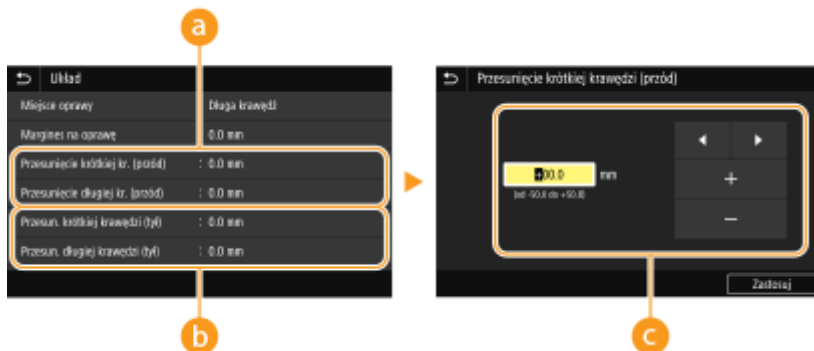 a
Układ
Miejsce oprawy Długa krawędź
Margines na oprawę 0.0 mm
Przesunięcie krótkiej kr. (przód) : 0.0 mm
Przesunięcie długiej kr. (przód) : 0.0 mm
Przesun. krótkiej krawędzi (tył) : 0.0 mm
Przesun. długiej krawędzi (tył) : 0.0 mm
b
Przesunięcie krótkiej krawędzi (przód)
+00.0 mm
(od -50.0 do +50.0)
+
−
Zastosuj
c